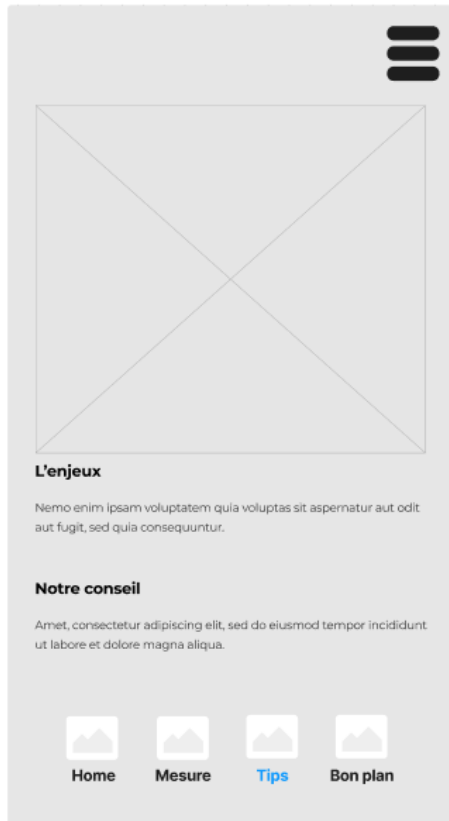 L'enjeux
Nemo enim ipsam voluptatem quia voluptas sit aspernatur aut odit
aut fugit, sed quia consequuntur.
Notre conseil
Amet, consectetur adipiscing elit, sed do eiusmod tempor incididunt
ut labore et dolore magna aliqua.
Home Mesure Tips Bon plan